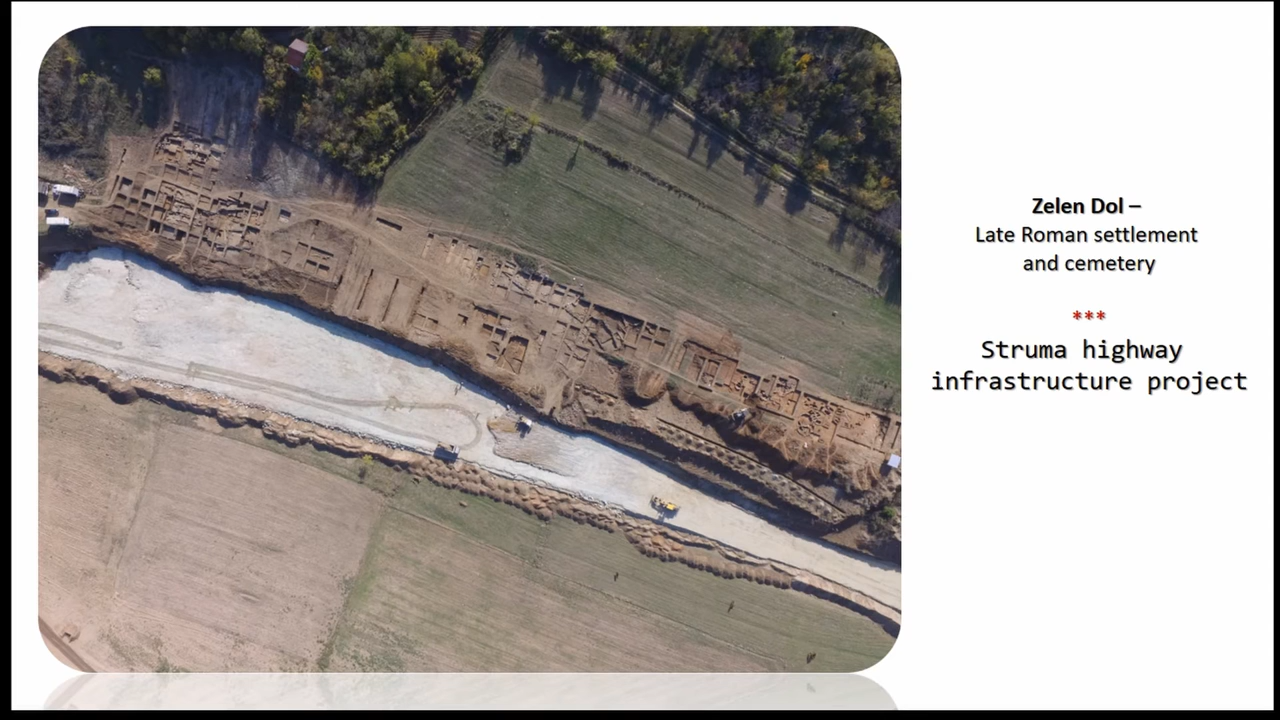 Zelen Dol –
Late Roman settlement
and cemetery
***
Struma highway
infrastructure project